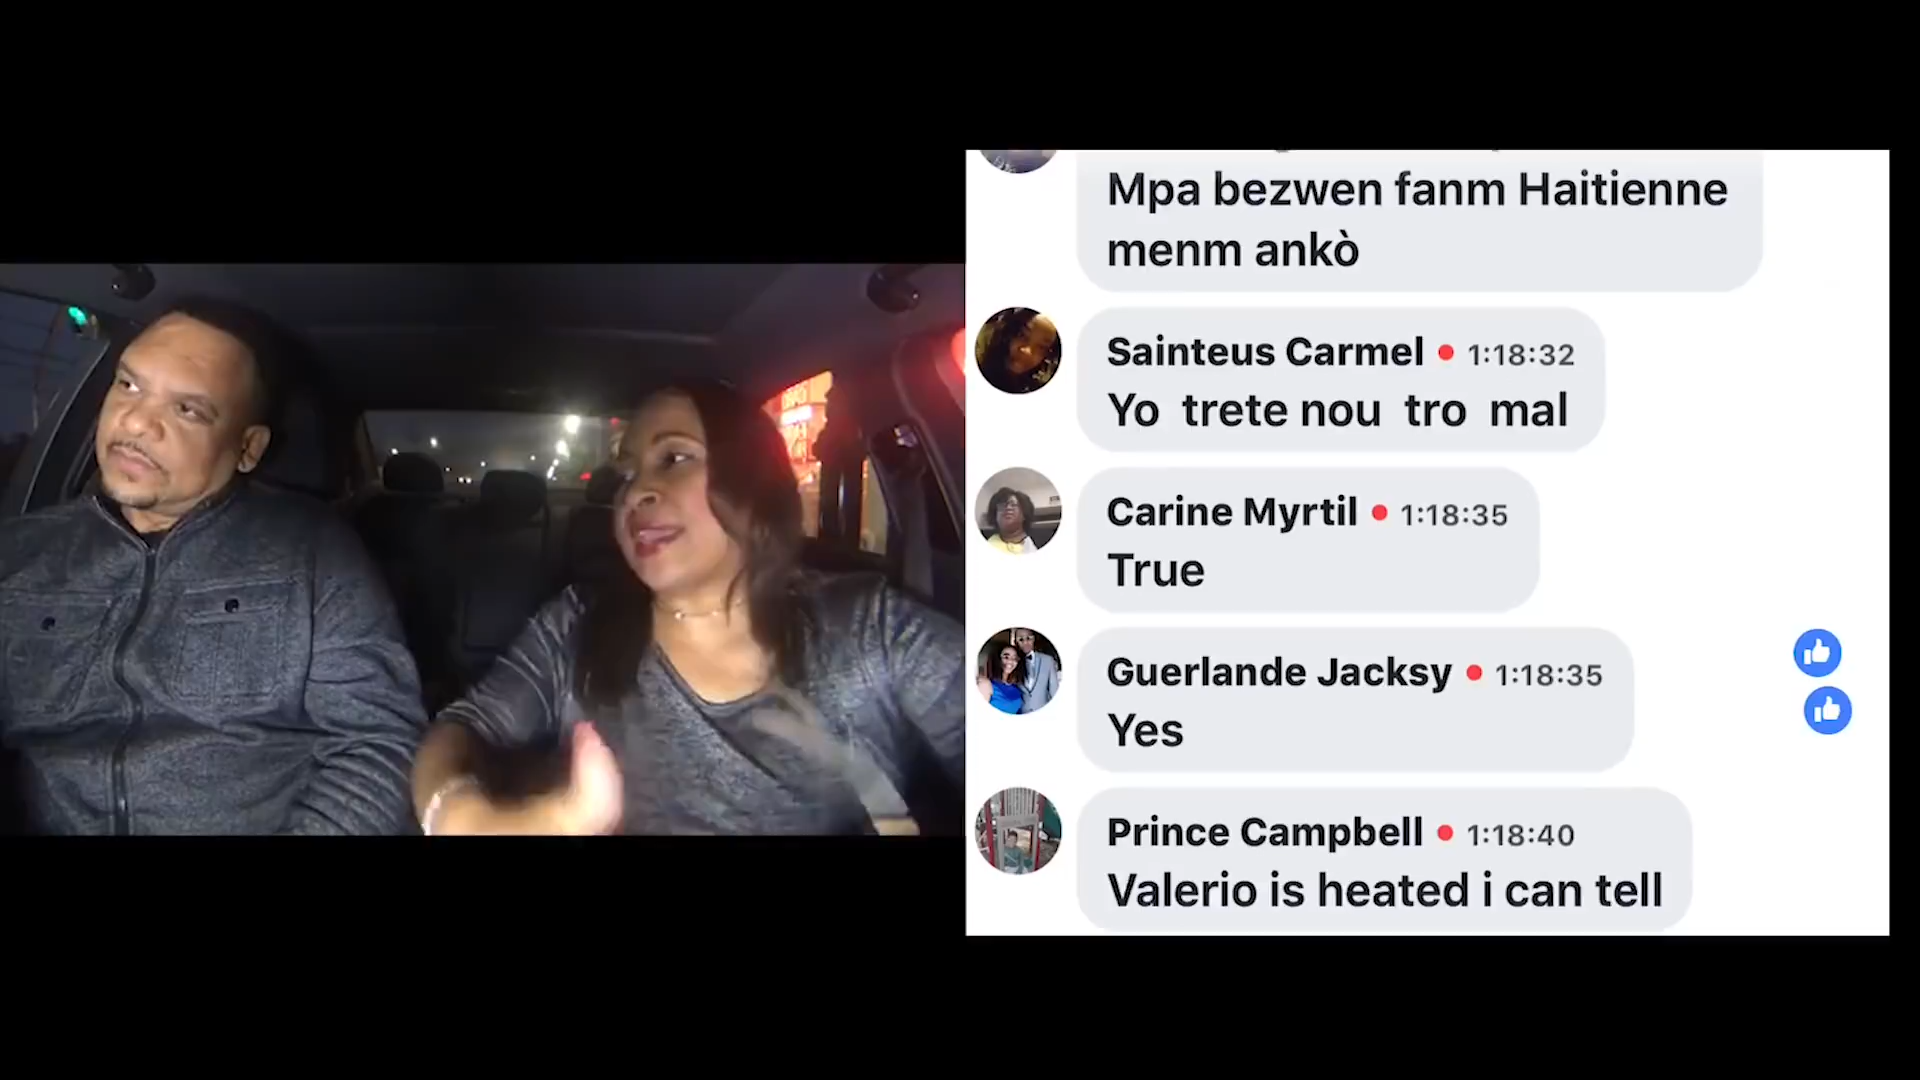 Mpa bezwen fanm Haitienne
menm ankò
Sainteus Carmel • 1:18:32
Yo trete nou tro mal
Carine Myrtil • 1:18:35
True
Guerlande Jacksy • 1:18:35
Yes
Prince Campbell • 1:18:40
Valerio is heated i can tell